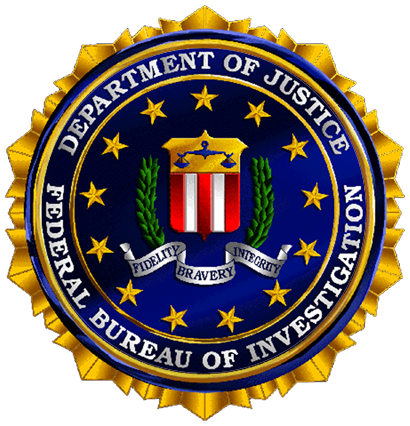 DEPARTMENT OF JUSTICE
FIDELITY
BRAVERY
INTEGRITY
FEDERAL BUREAU OF INVESTIGATION